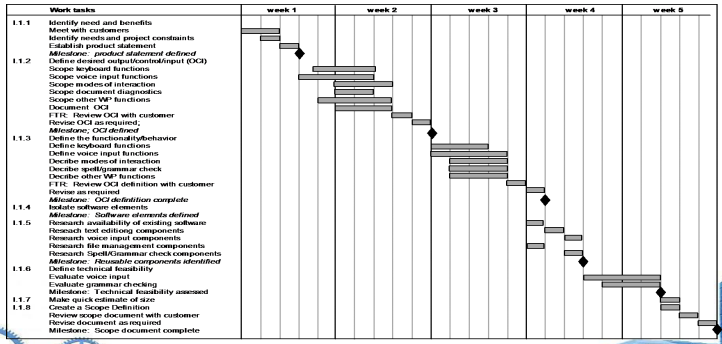 Work tasks week 1 week 2 week 3 week 4 week 5
I.1.1 Identify need and benefits
Meet with customers
Identify needs and project constraints
Establish product statement
Milestone: product statement defined
I.1.2 Define desired output/control/input (OCI)
Scope keyboard functions
Scope voice input functions
Scope modes of interaction
Scope document diagnostics
Scope other WP functions
Document OCI
FTR: Review OCI with customer
Revise OCI as required;
Milestone; OCI defined
I.1.3 Define the functionality/behavior
Define keyboard functions
Define voice input functions
Decribe modes of interaction
Decribe spell/grammar check
Decribe other WP functions
FTR: Review OCI definition with customer
Revise as required
Milestone: OCI defintition complete
I.1.4 Isolate software elements
Milestone: Software elements defined
I.1.5 Research availability of existing software
Reseach text editiong components
Research voice input components
Research file management components
Research Spell/Grammar check components
Milestone: Reusable components identified
I.1.6 Define technical feasibility
Evaluate voice input
Evaluate grammar checking
Milestone: Technical feasibility assessed
I.1.7 Make quick estimate of size
I.1.8 Create a Scope Definition
Review scope document with customer
Revise document as required
Milestone: Scope document complete